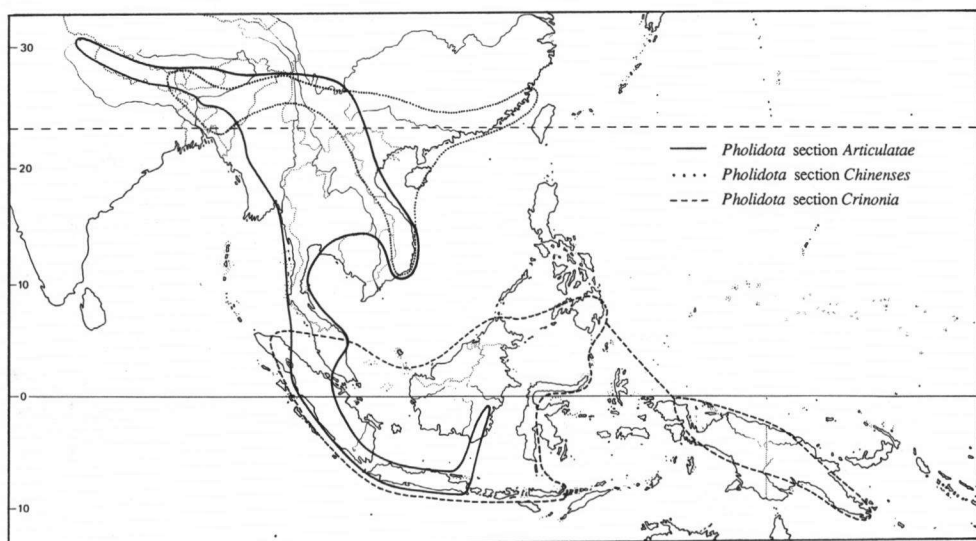 30
20
10
0
10
Pholidota section Articulatae
Pholidota section Chinenses
Pholidota section Crinonia